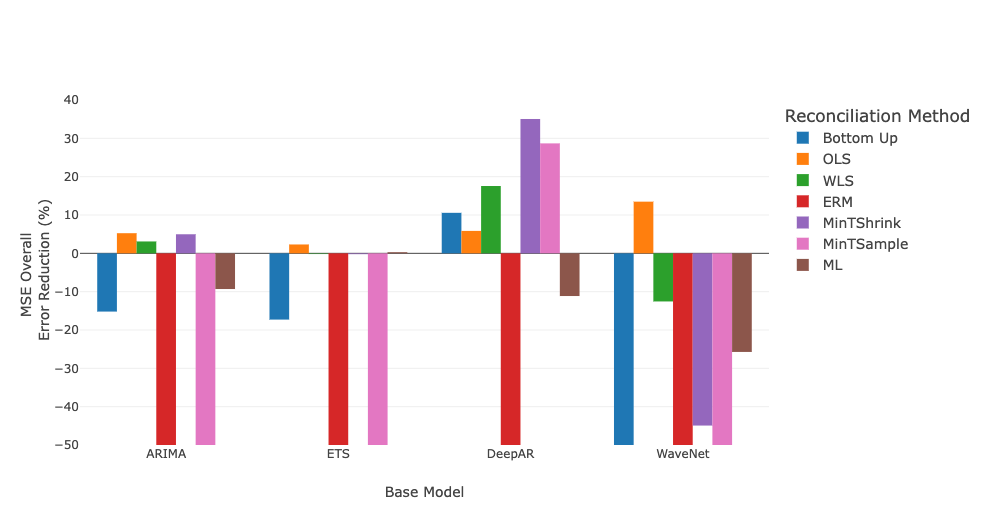 40
30
20
10
0
−10
−20
−30
−40
−50
MSE Overall
Error Reduction (%)
ARIMA
ETS
DeepAR
WaveNet
Base Model
Reconciliation Method
Bottom Up
OLS
WLS
ERM
MinTShrink
MinTSample
ML